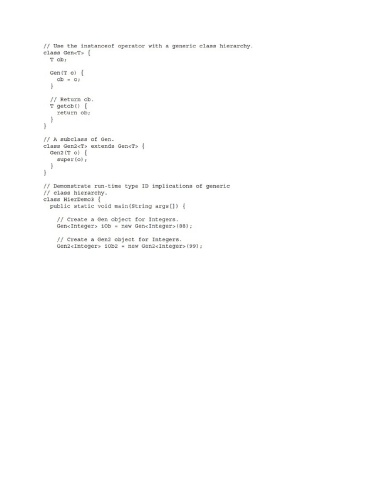 // Use the instanceof operator with a generic class hierarchy.
class Gen<T> {
T ob;
Gen(T o) {
ob = o;
}
// Return ob.
T getob() {
return ob;
}
}
// A subclass of Gen.
class Gen2<T> extends Gen<T> {
Gen2(T o) {
super(o);
}
}
// Demonstrate run-time type ID implications of generic
// class hierarchy.
class HierDemo3 {
public static void main(String args[]) {
// Create a Gen object for Integers.
Gen<Integer> iOb = new Gen<Integer>(88);
// Create a Gen2 object for Integers.
Gen2<Integer> iOb2 = new Gen2<Integer>(99);